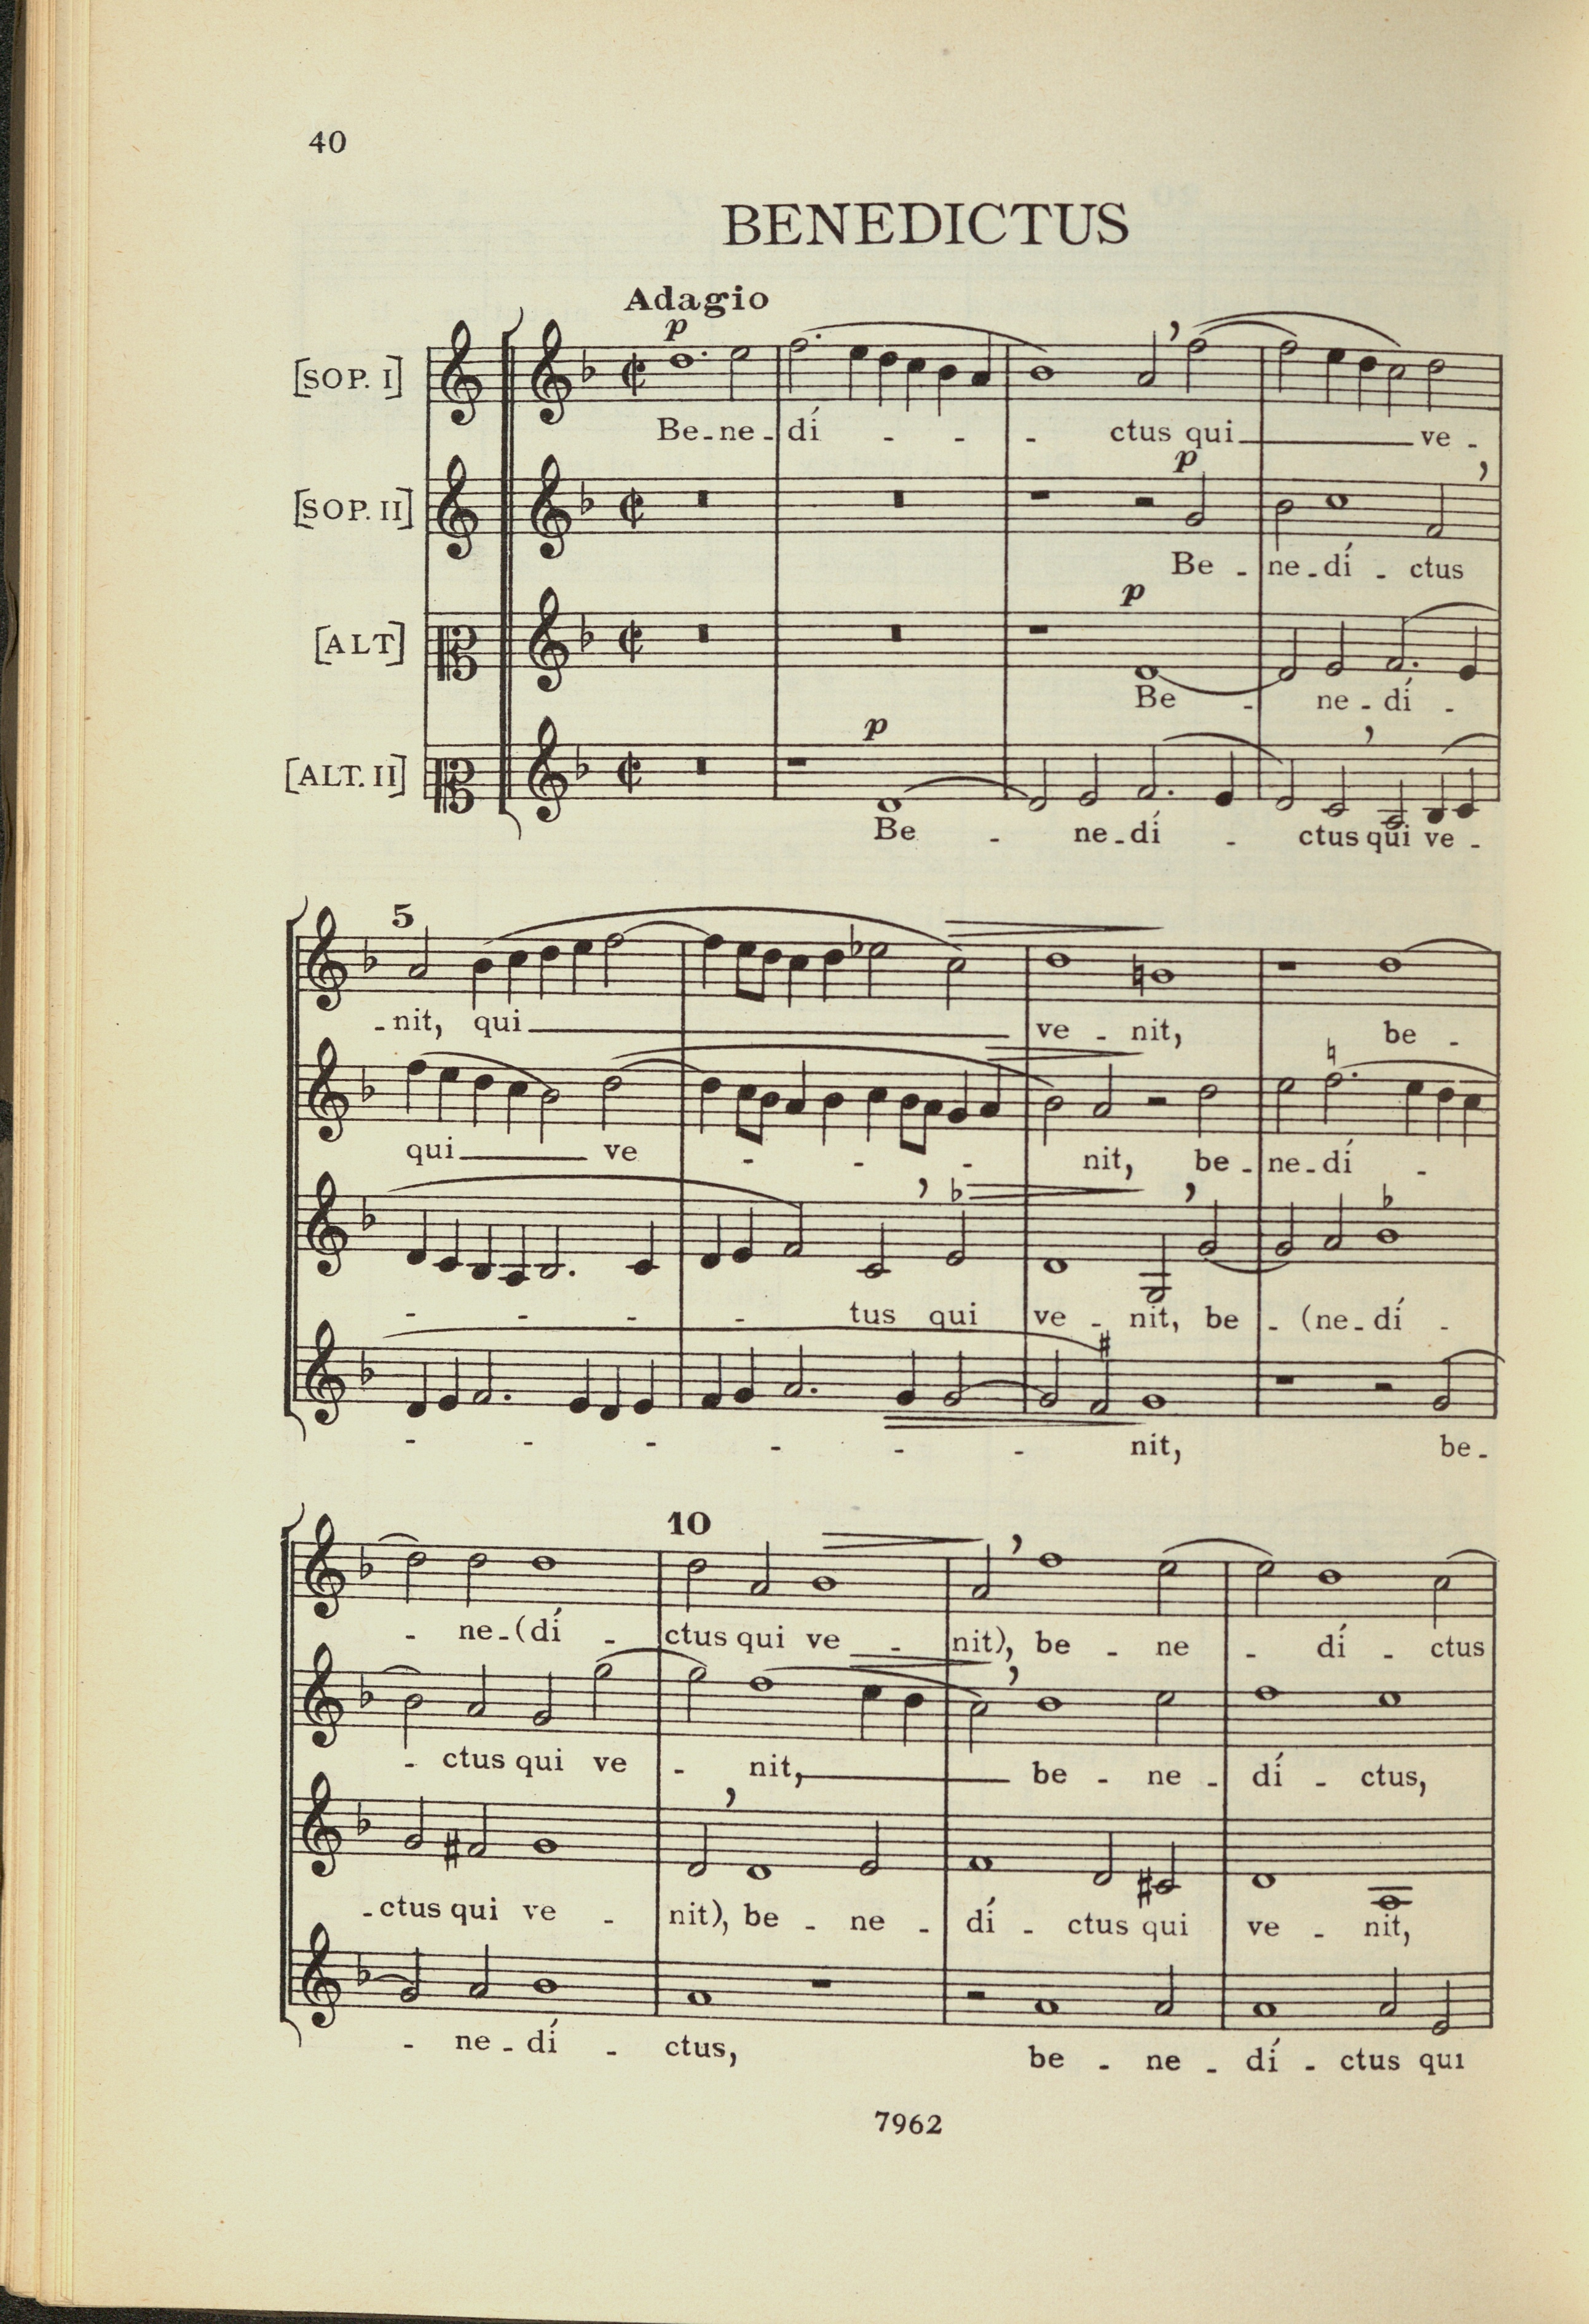 40
BENEDICTUS
Adagio
p
[SOP. I]
Be-ne-dí - - - ctus qui ve -
p
[SOP. II]
Be - ne-dí - ctus
p
[ALT]
Be - ne-dí -
p
[ALT. II]
Be - ne-dí - ctus qui ve -
5
-nit, qui ve - nit, be -
qui ve - - - nit, be - ne-dí -
- - - - tus qui ve - nit, be - (ne-dí -
- - - - - - nit, be-
10
- ne-(dí - ctus qui ve - nit), be - ne - dí - ctus
- ctus qui ve - nit, be - ne - dí - ctus,
-ctus qui ve - nit), be - ne - dí - ctus qui ve - nit,
- ne-dí - ctus, be - ne - dí - ctus qui
7962